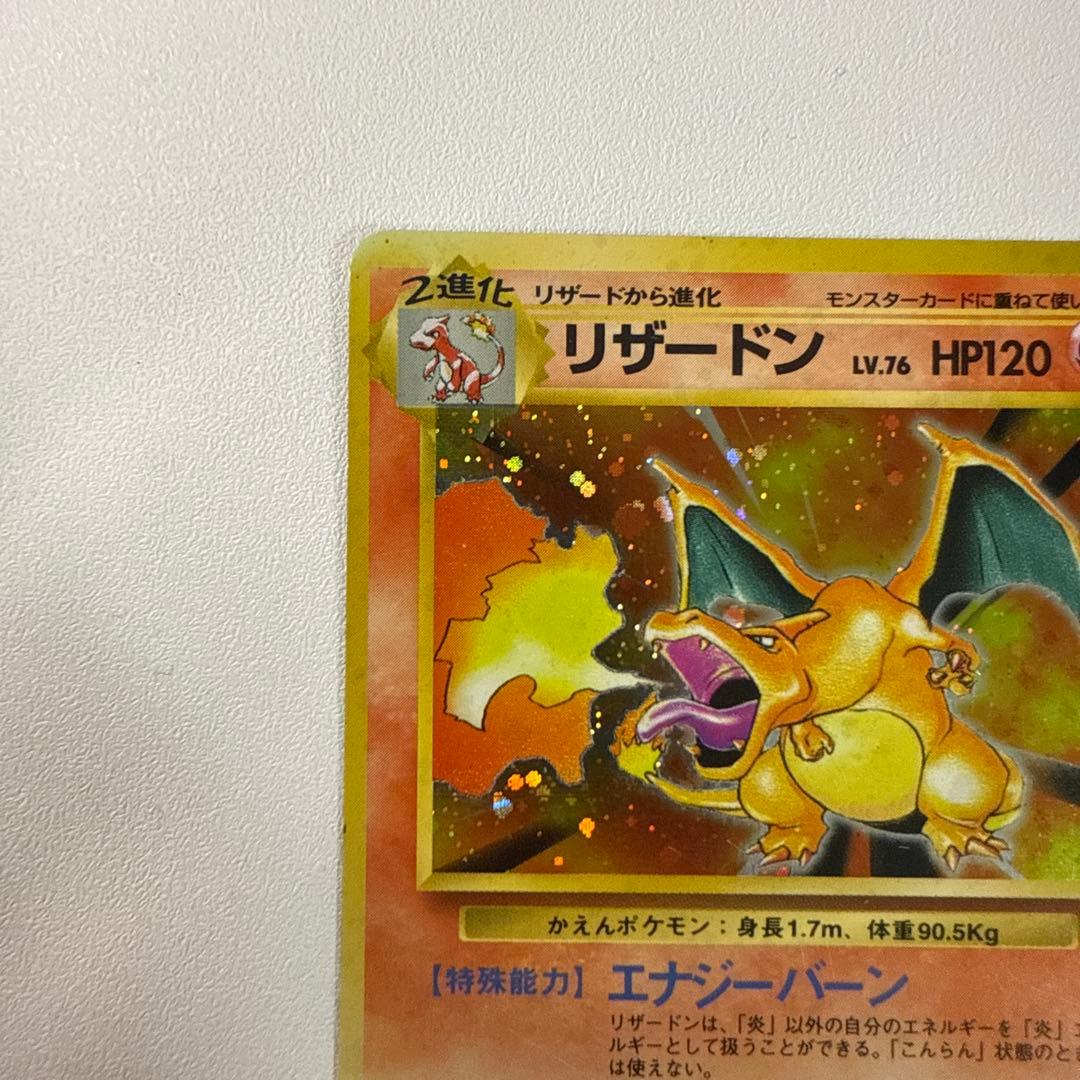 2進化 リザードから進化 モンスターカードに重ねて使い
リザードン LV.76 HP120
かえんポケモン：身長1.7m、体重90.5Kg
【特殊能力】 エナジーバーン
リザードンは、「炎」以外の自分のエネルギーを「炎」エ
ルギーとして扱うことができる。「こんらん」状態のとき
は使えない。